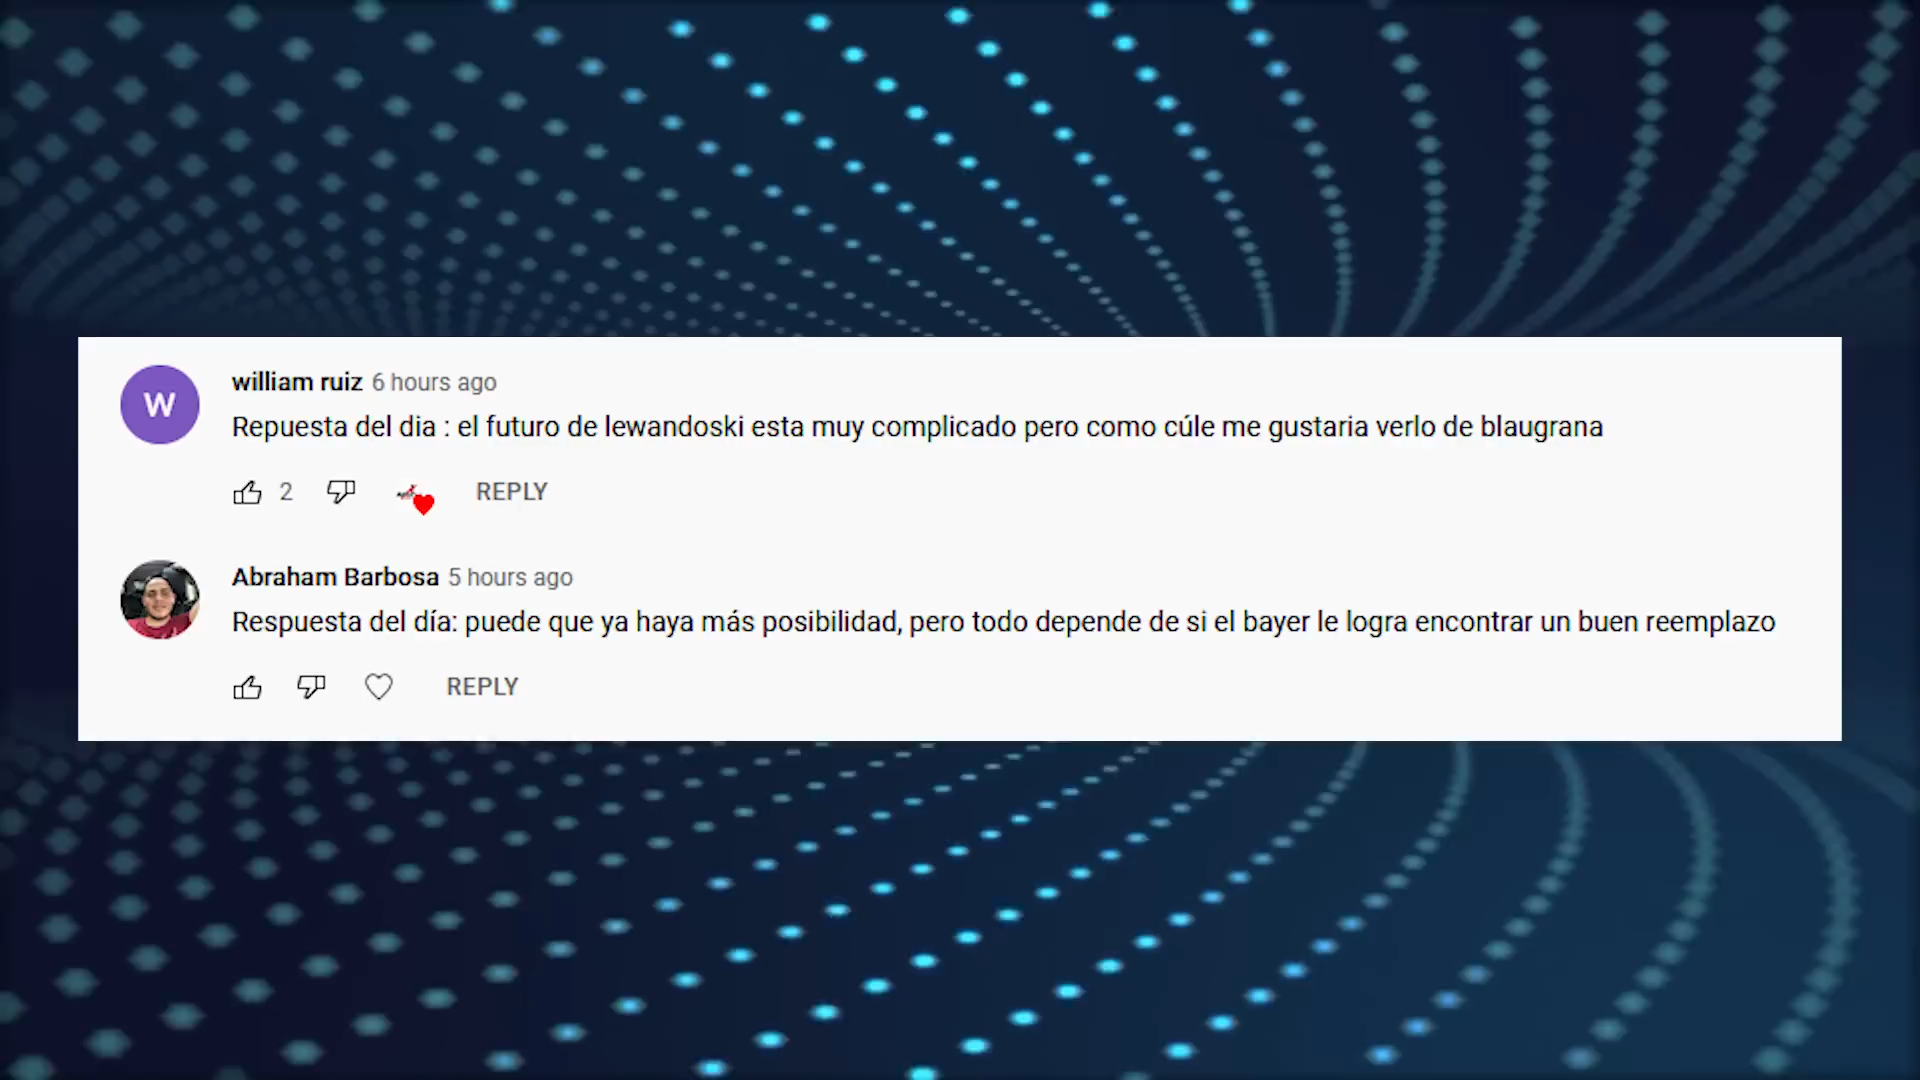 W
william ruiz 6 hours ago
Repuesta del dia : el futuro de lewandoski esta muy complicado pero como cúle me gustaria verlo de blaugrana
2 REPLY
Abraham Barbosa 5 hours ago
Respuesta del día: puede que ya haya más posibilidad, pero todo depende de si el bayer le logra encontrar un buen reemplazo
REPLY